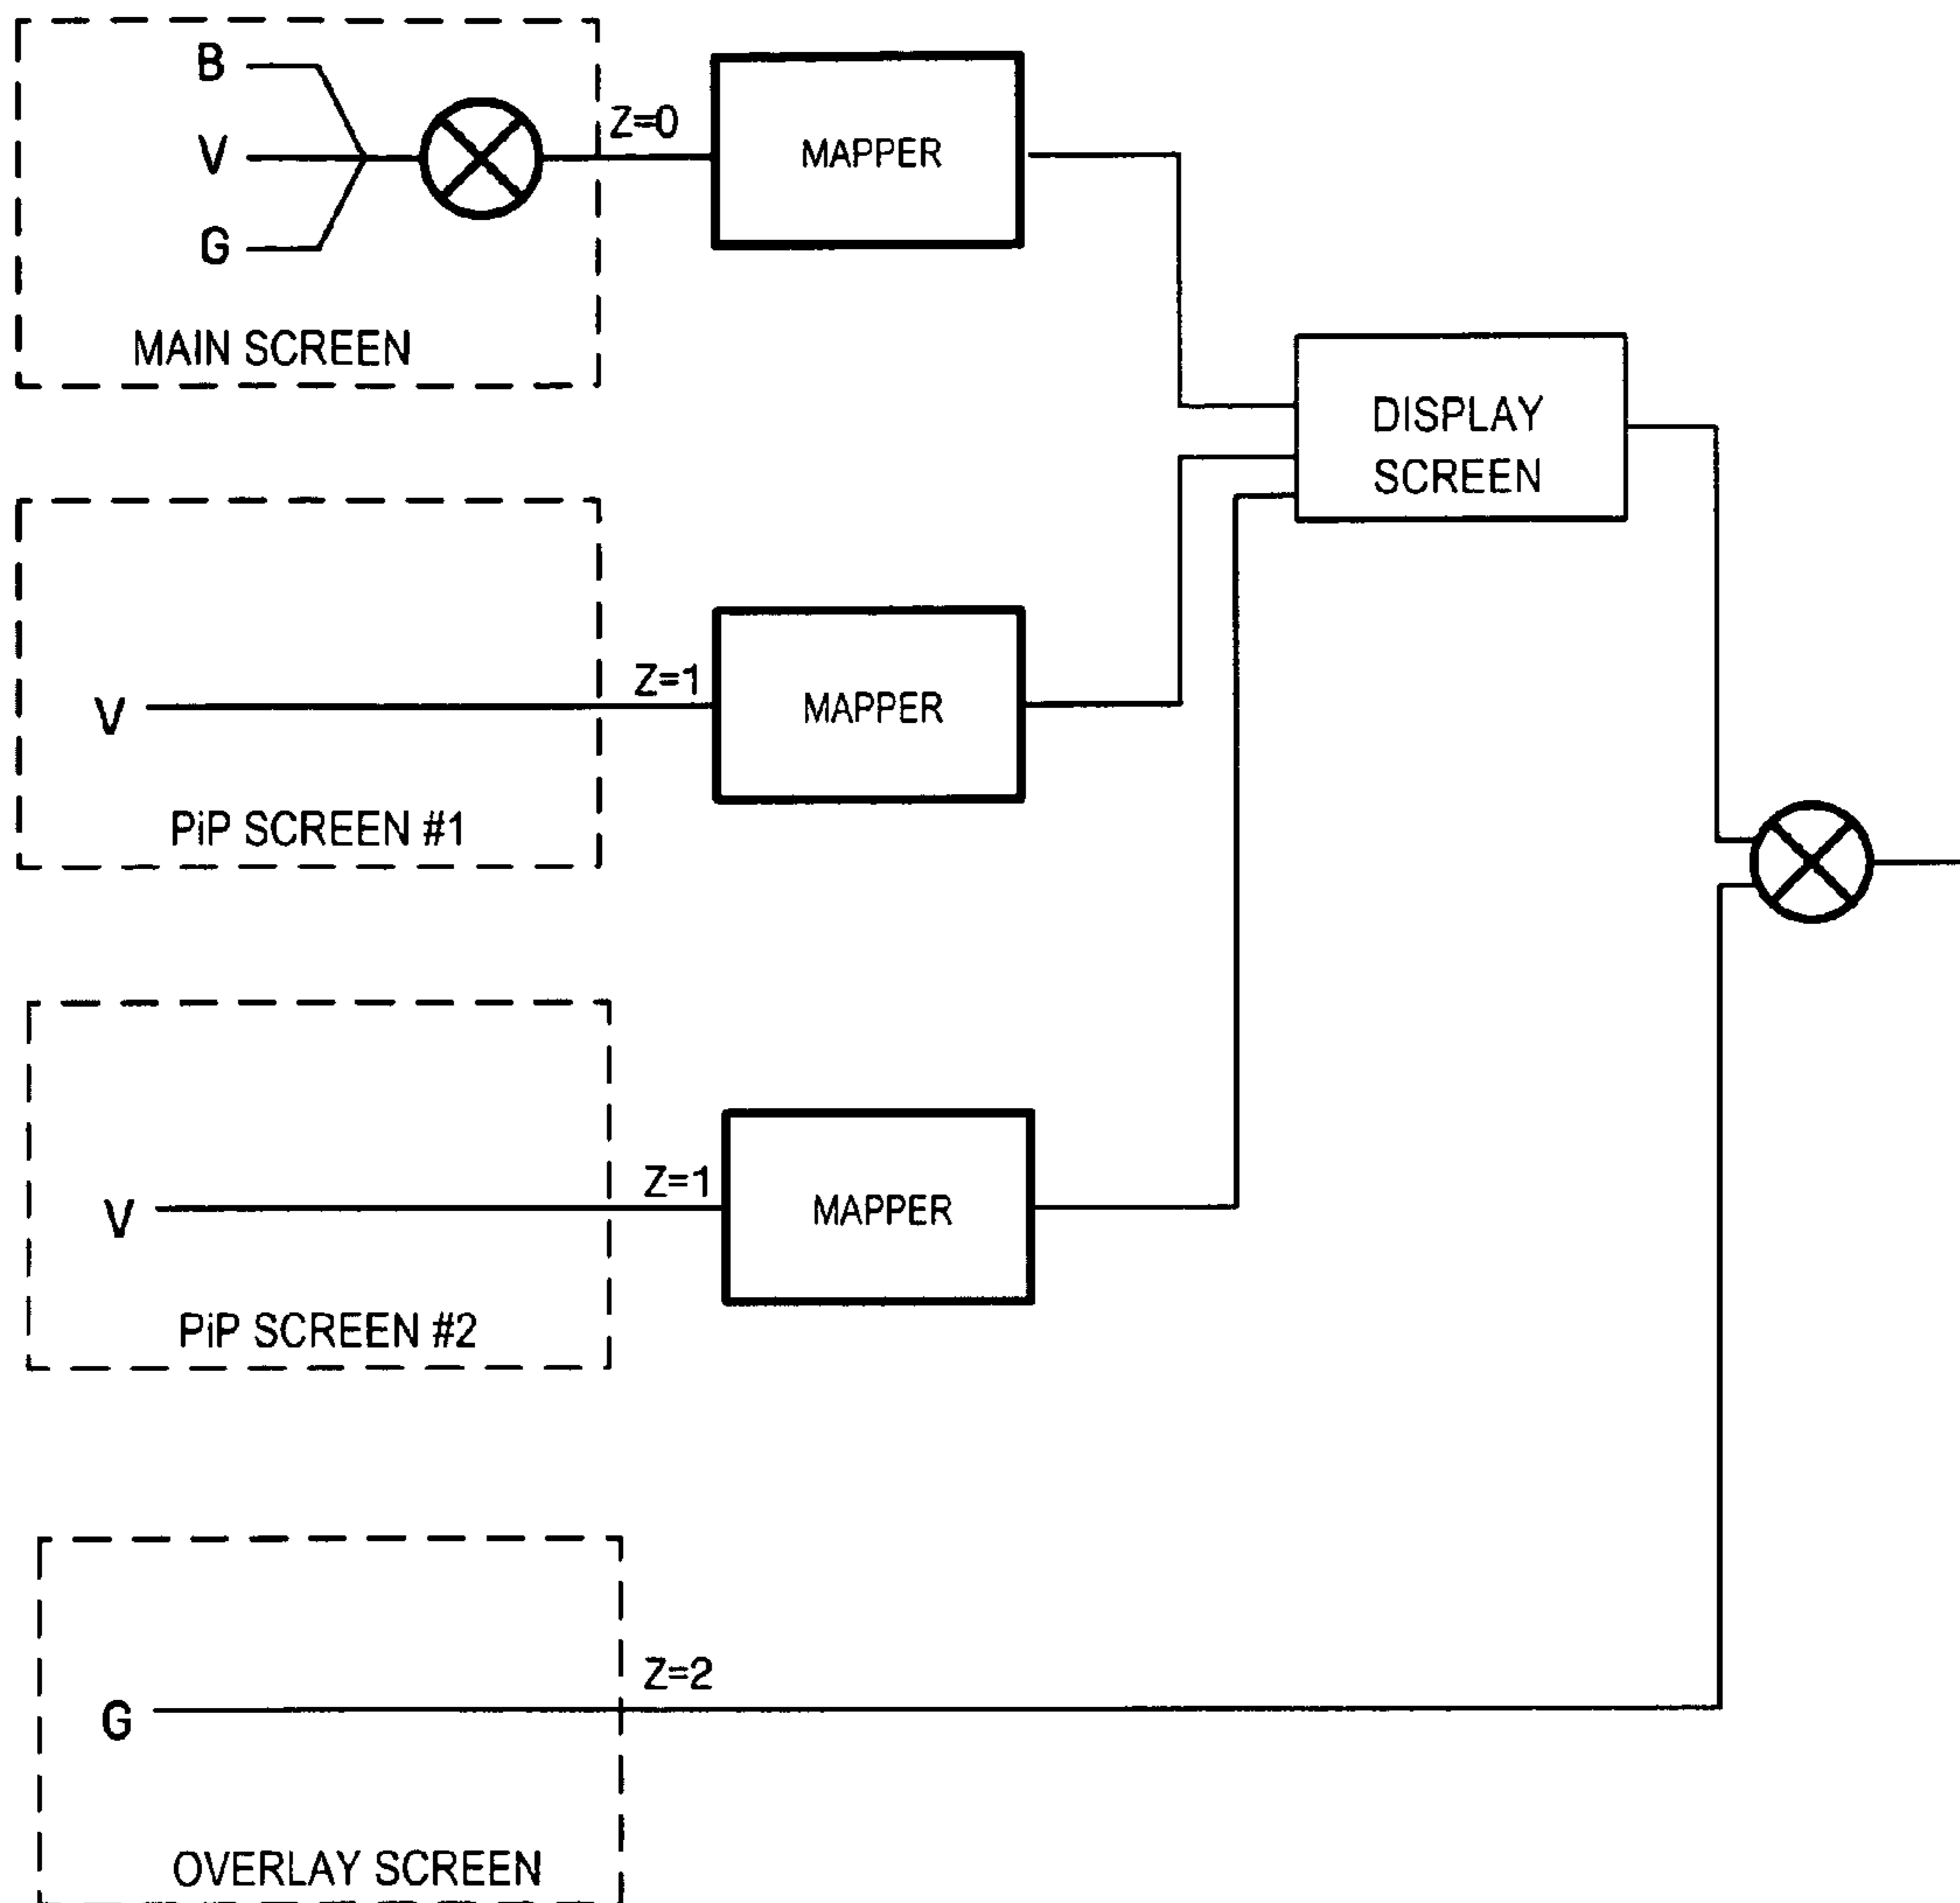 B
V
G
Z=0
MAPPER
MAIN SCREEN
DISPLAY
SCREEN
V
Z=1
MAPPER
PiP SCREEN #1
V
Z=1
MAPPER
PiP SCREEN #2
G
Z=2
OVERLAY SCREEN